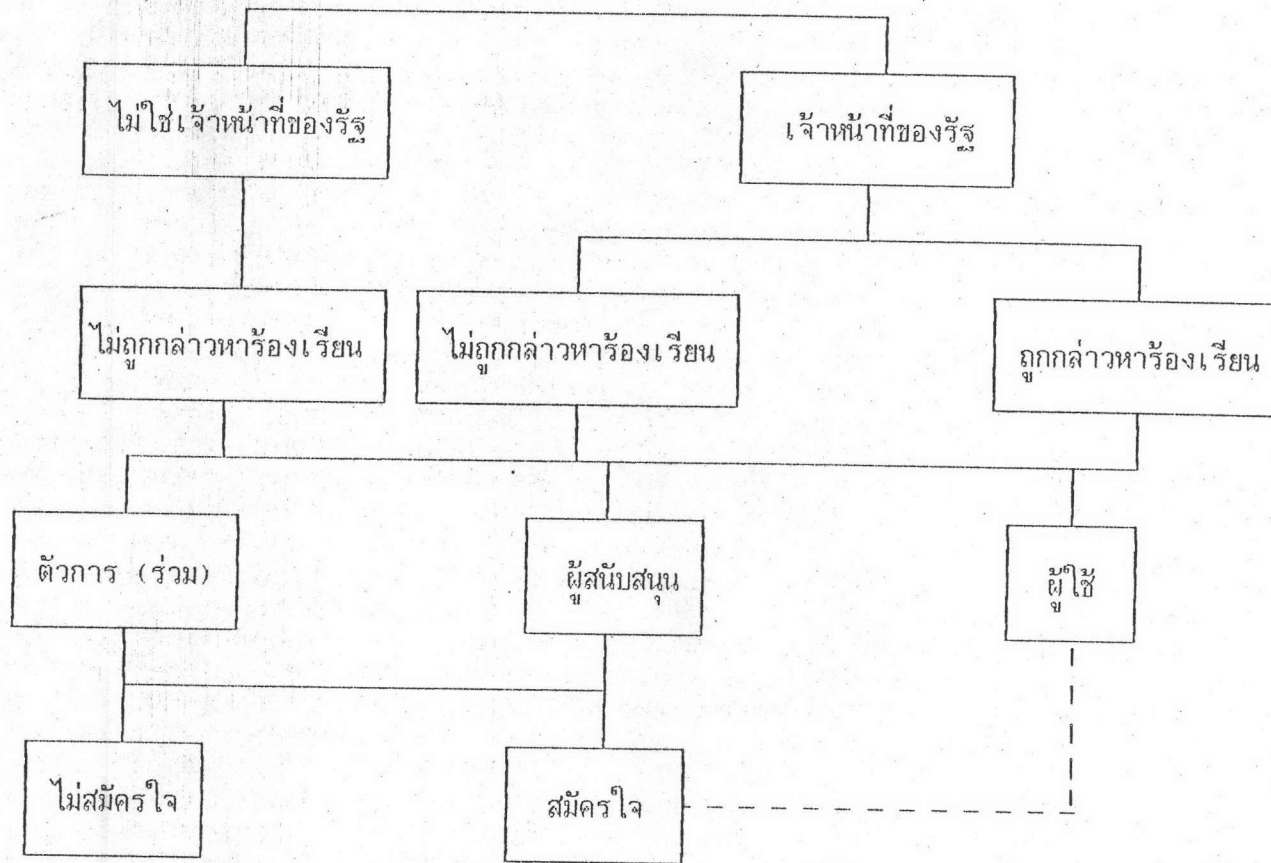 ไม่ใช่เจ้าหน้าที่ของรัฐ
เจ้าหน้าที่ของรัฐ
ไม่ถูกกล่าวหาร้องเรียน
ไม่ถูกกล่าวหาร้องเรียน
ถูกกล่าวหาร้องเรียน
ตัวการ (ร่วม)
ผู้สนับสนุน
ผู้ใช้
ไม่สมัครใจ
สมัครใจ